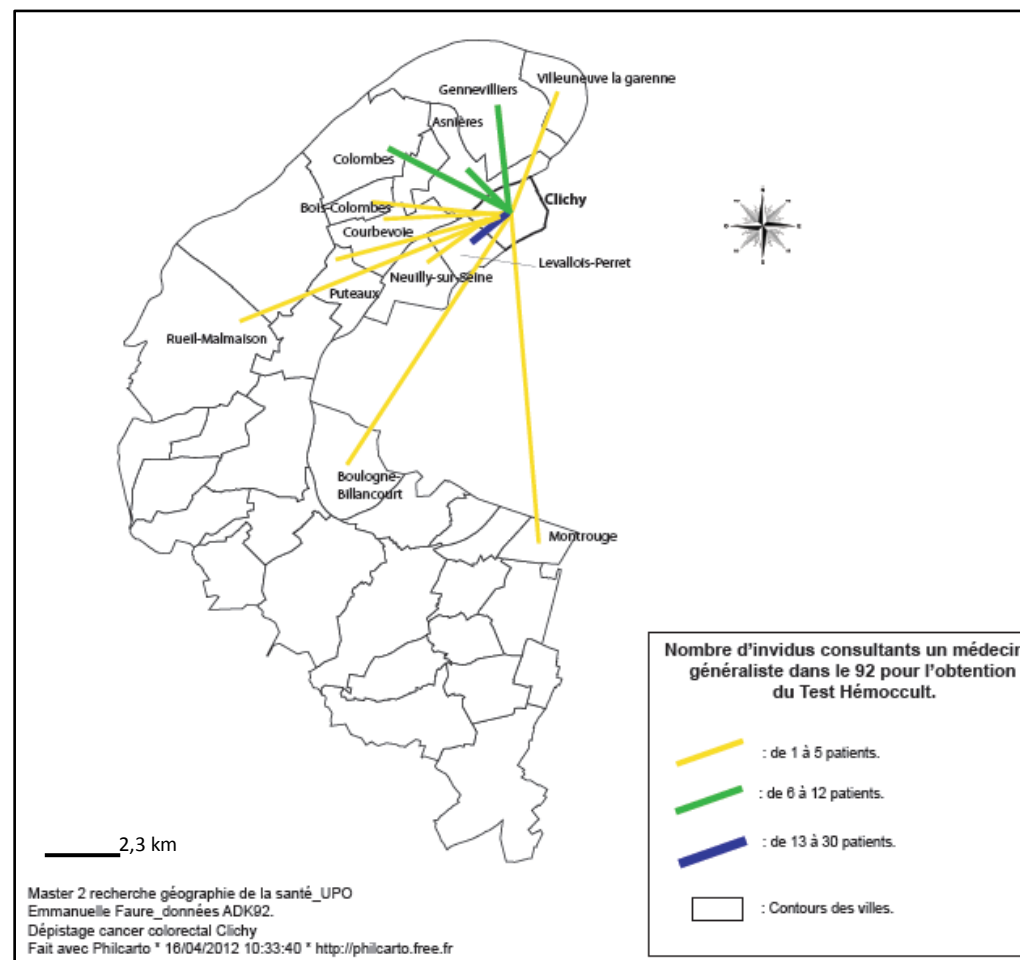 Villeuneuve la garenne
Gennevilliers
Asnières
Colombes
Clichy
Bois-Colombes
Courbevoie
Levallois-Perret
Neuilly-sur-Seine
Puteaux
Rueil-Malmaison
Boulogne-
Billancourt
Montrouge
Nombre d'invidus consultants un médecin
généraliste dans le 92 pour l'obtention
du Test Hémoccult.
: de 1 à 5 patients.
: de 6 à 12 patients.
: de 13 à 30 patients.
: Contours des villes.
2,3 km
Master 2 recherche géographie de la santé_UPO
Emmanuelle Faure_données ADK92.
Dépistage cancer colorectal Clichy
Fait avec Philcarto * 16/04/2012 10:33:40 * http://philcarto.free.fr